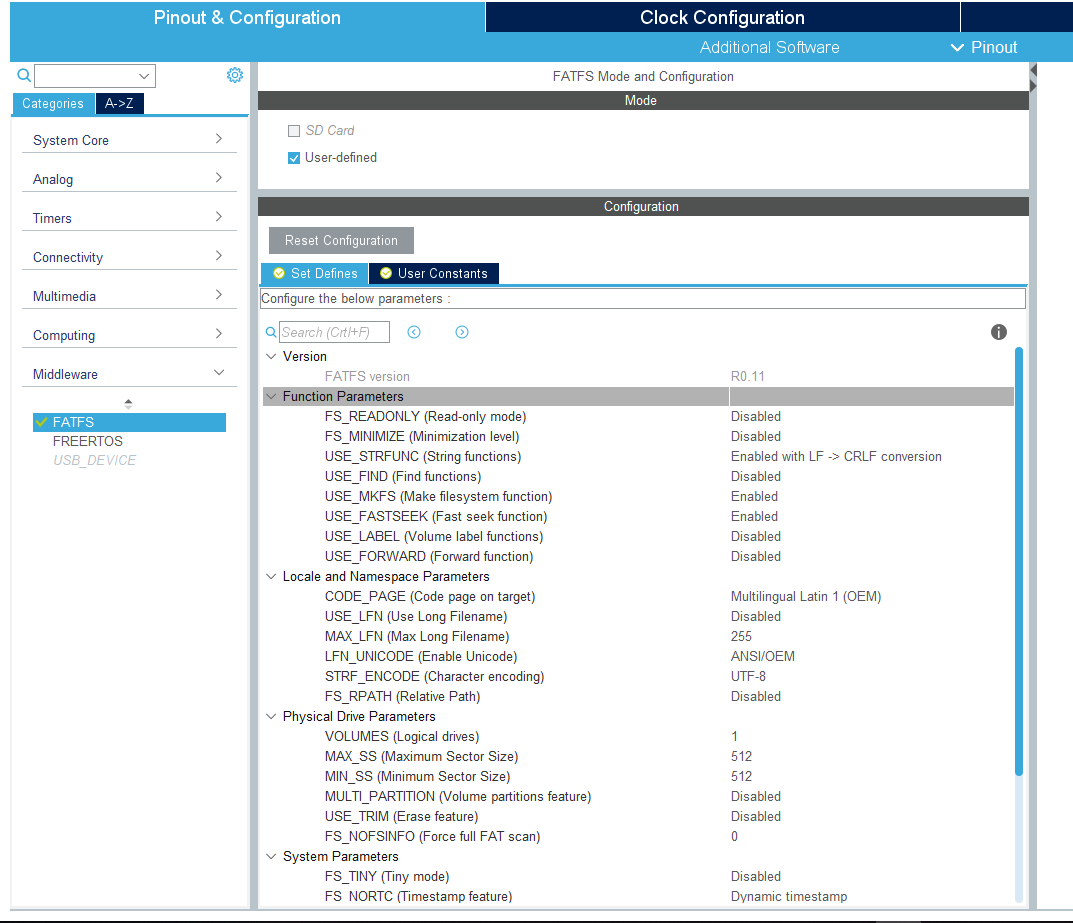 Pinout & Configuration
Clock Configuration
Additional Software
Pinout
Categories
A->Z
System Core
Analog
Timers
Connectivity
Multimedia
Computing
Middleware
FATFS
FREERTOS
USB_DEVICE
FATFS Mode and Configuration
Mode
SD Card
User-defined
Configuration
Reset Configuration
Set Defines
User Constants
Configure the below parameters :
Search (Crtl+F)
Version
FATFS version R0.11
Function Parameters
FS_READONLY (Read-only mode) Disabled
FS_MINIMIZE (Minimization level) Disabled
USE_STRFUNC (String functions) Enabled with LF -> CRLF conversion
USE_FIND (Find functions) Disabled
USE_MKFS (Make filesystem function) Enabled
USE_FASTSEEK (Fast seek function) Enabled
USE_LABEL (Volume label functions) Disabled
USE_FORWARD (Forward function) Disabled
Locale and Namespace Parameters
CODE_PAGE (Code page on target) Multilingual Latin 1 (OEM)
USE_LFN (Use Long Filename) Disabled
MAX_LFN (Max Long Filename) 255
LFN_UNICODE (Enable Unicode) ANSI/OEM
STRF_ENCODE (Character encoding) UTF-8
FS_RPATH (Relative Path) Disabled
Physical Drive Parameters
VOLUMES (Logical drives) 1
MAX_SS (Maximum Sector Size) 512
MIN_SS (Minimum Sector Size) 512
MULTI_PARTITION (Volume partitions feature) Disabled
USE_TRIM (Erase feature) Disabled
FS_NOFSINFO (Force full FAT scan) 0
System Parameters
FS_TINY (Tiny mode) Disabled
FS_NORTC (Timestamp feature) Dynamic timestamp